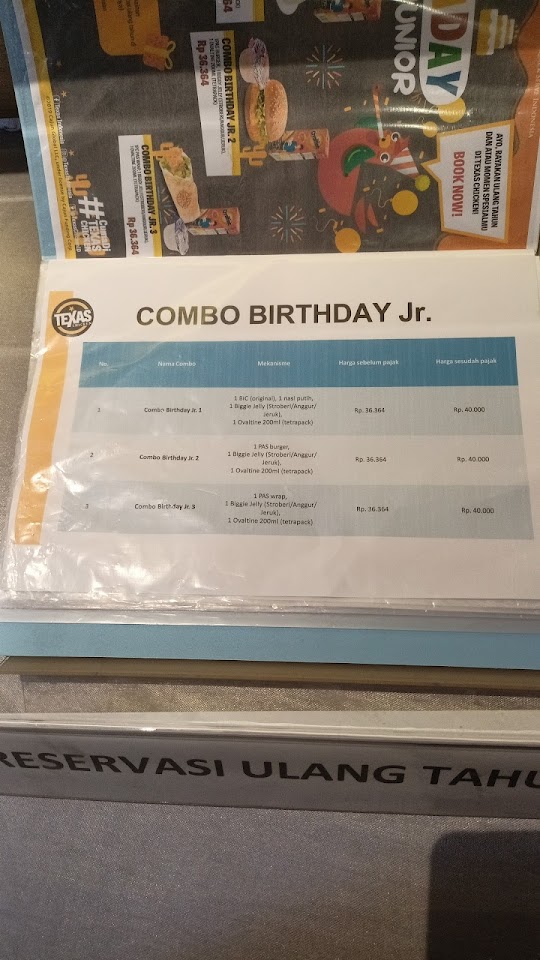 DAY
JUNIOR
AYO, RAYAKAN ULANG TAHUN
DAN ATAU MOMEN SPESIALMU
DI TEXAS CHICKEN!
BOOK NOW!
COMBO BIRTHDAY JR. 2
Rp 36.364
COMBO BIRTHDAY JR. 3
Rp 36.364
TEXAS
COMBO BIRTHDAY Jr.
No. Nama Combo Mekanisme Harga sebelum pajak Harga sesudah pajak
1 Combo Birthday Jr. 1 1 BIC (original), 1 nasi putih,
1 Biggie Jelly (Stroberi/Anggur/
Jeruk),
1 Ovaltine 200ml (tetrapack) Rp. 36.364 Rp. 40.000
2 Combo Birthday Jr. 2 1 PAS burger,
1 Biggie Jelly (Stroberi/Anggur/
Jeruk),
1 Ovaltine 200ml (tetrapack) Rp. 36.364 Rp. 40.000
3 Combo Birthday Jr. 3 1 PAS wrap,
1 Biggie Jelly (Stroberi/Anggur/
Jeruk),
1 Ovaltine 200ml (tetrapack) Rp. 36.364 Rp. 40.000
RESERVASI ULANG TAHU